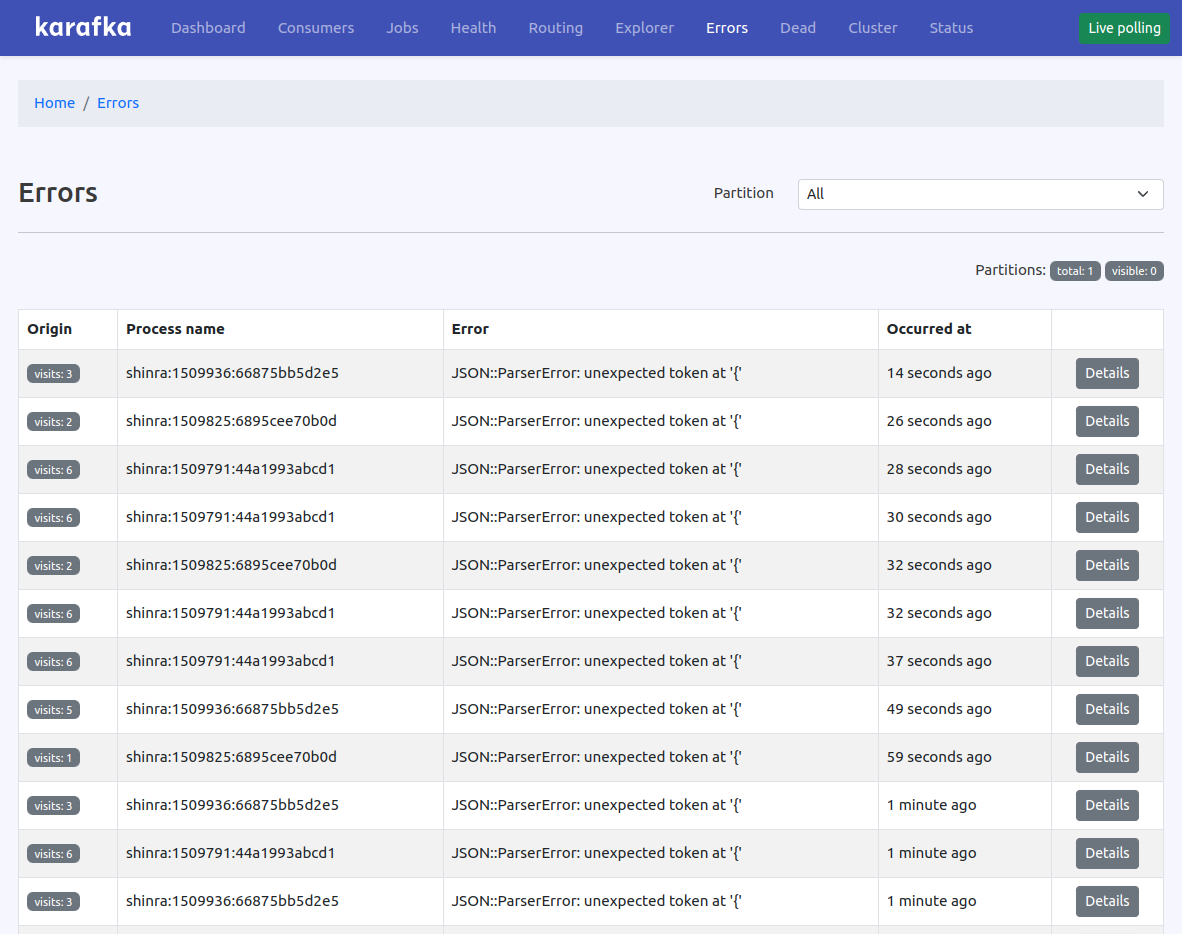 karafka Dashboard Consumers Jobs Health Routing Explorer Errors Dead Cluster Status Live polling
Home / Errors
Errors Partition All
Partitions: total: 1 visible: 0
Origin Process name Error Occurred at
visits: 3 shinra:1509936:66875bb5d2e5 JSON::ParserError: unexpected token at '{' 14 seconds ago Details
visits: 2 shinra:1509825:6895cee70b0d JSON::ParserError: unexpected token at '{' 26 seconds ago Details
visits: 6 shinra:1509791:44a1993abcd1 JSON::ParserError: unexpected token at '{' 28 seconds ago Details
visits: 6 shinra:1509791:44a1993abcd1 JSON::ParserError: unexpected token at '{' 30 seconds ago Details
visits: 2 shinra:1509825:6895cee70b0d JSON::ParserError: unexpected token at '{' 32 seconds ago Details
visits: 6 shinra:1509791:44a1993abcd1 JSON::ParserError: unexpected token at '{' 32 seconds ago Details
visits: 6 shinra:1509791:44a1993abcd1 JSON::ParserError: unexpected token at '{' 37 seconds ago Details
visits: 5 shinra:1509936:66875bb5d2e5 JSON::ParserError: unexpected token at '{' 49 seconds ago Details
visits: 1 shinra:1509825:6895cee70b0d JSON::ParserError: unexpected token at '{' 59 seconds ago Details
visits: 3 shinra:1509936:66875bb5d2e5 JSON::ParserError: unexpected token at '{' 1 minute ago Details
visits: 6 shinra:1509791:44a1993abcd1 JSON::ParserError: unexpected token at '{' 1 minute ago Details
visits: 3 shinra:1509936:66875bb5d2e5 JSON::ParserError: unexpected token at '{' 1 minute ago Details